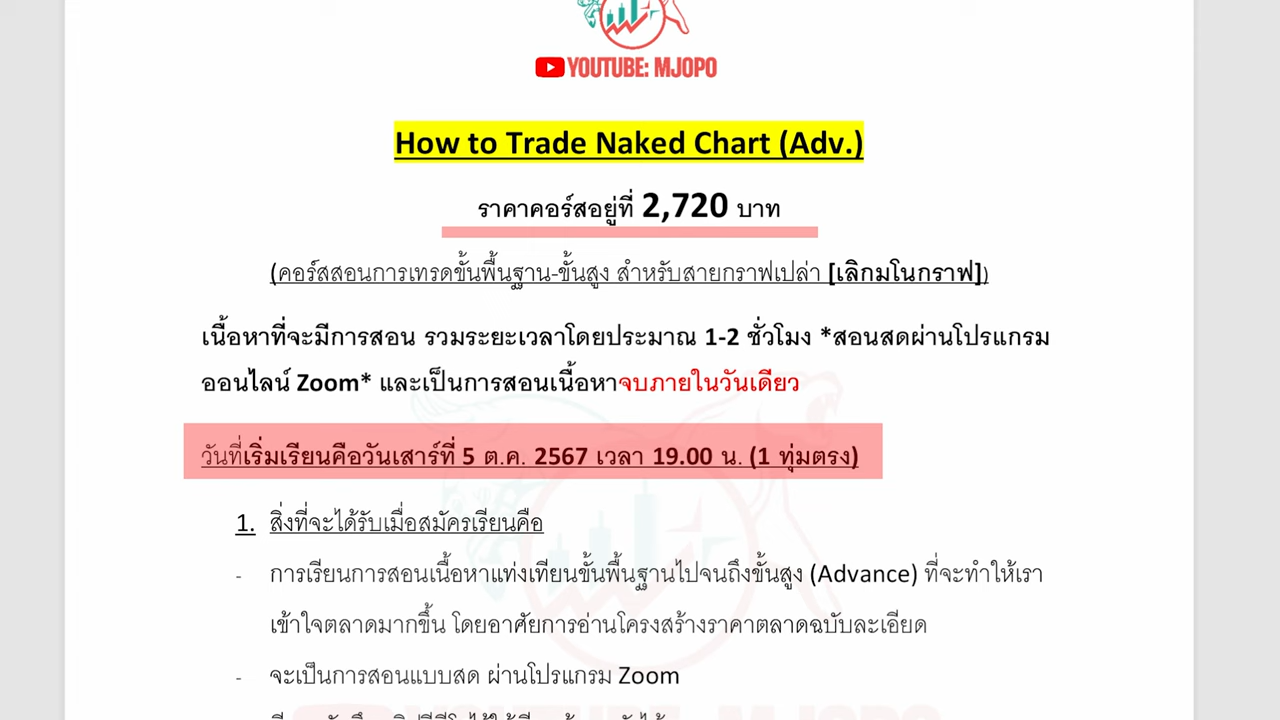 YOUTUBE: MJOPO
How to Trade Naked Chart (Adv.)
ราคาคอร์สอยู่ที่ 2,720 บาท
(คอร์สสอนการเทรดขั้นพื้นฐาน-ขั้นสูง สำหรับสายกราฟเปล่า [เลิกมโนกราฟ])
เนื้อหาที่จะมีการสอน รวมระยะเวลาโดยประมาณ 1-2 ชั่วโมง *สอนสดผ่านโปรแกรม
ออนไลน์ Zoom* และเป็นการสอนเนื้อหาจบภายในวันเดียว
วันที่เริ่มเรียนคือวันเสาร์ที่ 5 ต.ค. 2567 เวลา 19.00 น. (1 ทุ่มตรง)
1. สิ่งที่จะได้รับเมื่อสมัครเรียนคือ
- การเรียนการสอนเนื้อหาแท่งเทียนขั้นพื้นฐานไปจนถึงขั้นสูง (Advance) ที่จะทำให้เรา
เข้าใจตลาดมากขึ้น โดยอาศัยการอ่านโครงสร้างราคาตลาดฉบับละเอียด
- จะเป็นการสอนแบบสด ผ่านโปรแกรม Zoom